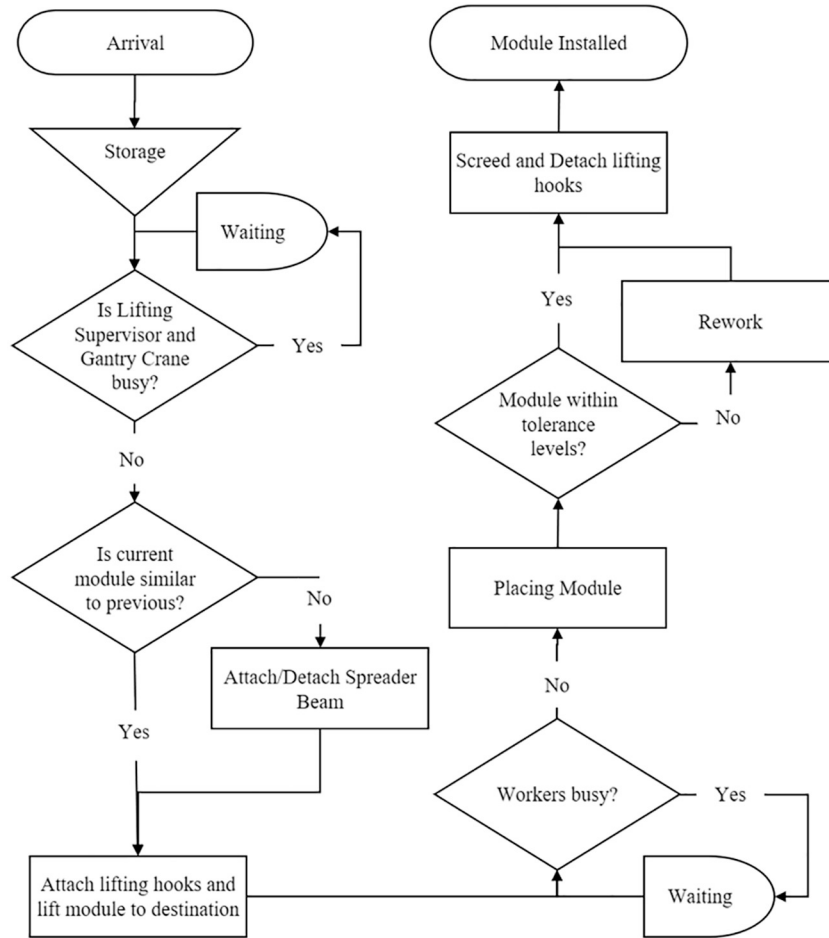 Arrival
Storage
Waiting
Is Lifting
Supervisor and
Gantry Crane
busy?
Yes
No
Is current
module similar
to previous?
No
Attach/Detach Spreader
Beam
Yes
Attach lifting hooks and
lift module to destination
Module Installed
Screed and Detach lifting
hooks
Yes
Rework
Module within
tolerance
levels?
No
Placing Module
No
Workers busy?
Yes
Waiting